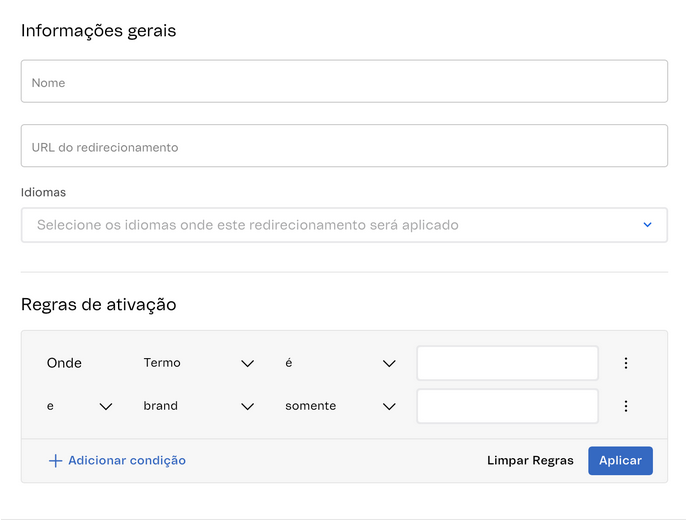 Informações gerais
Nome
URL do redirecionamento
Idiomas
Selecione os idiomas onde este redirecionamento será aplicado
Regras de ativação
Onde Termo é
e brand somente
Adicionar condição Limpar Regras Aplicar